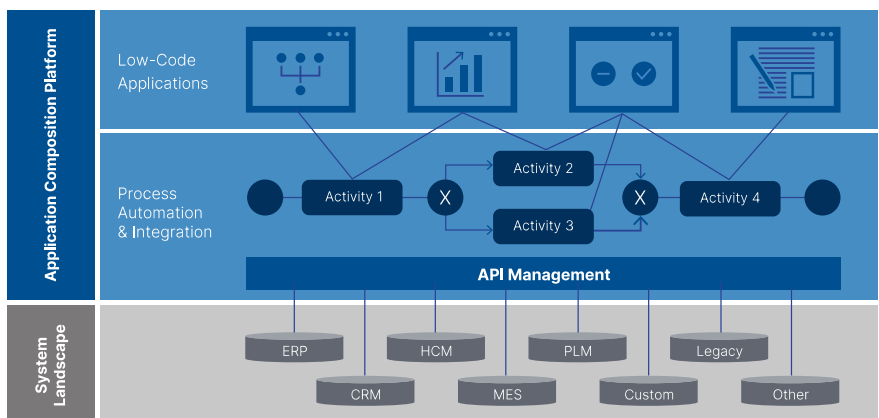 Application Composition Platform
Low-Code
Applications
Process
Automation
& Integration
Activity 1
X
Activity 2
Activity 3
X
Activity 4
API Management
System
Landscape
ERP
HCM
PLM
Legacy
CRM
MES
Custom
Other